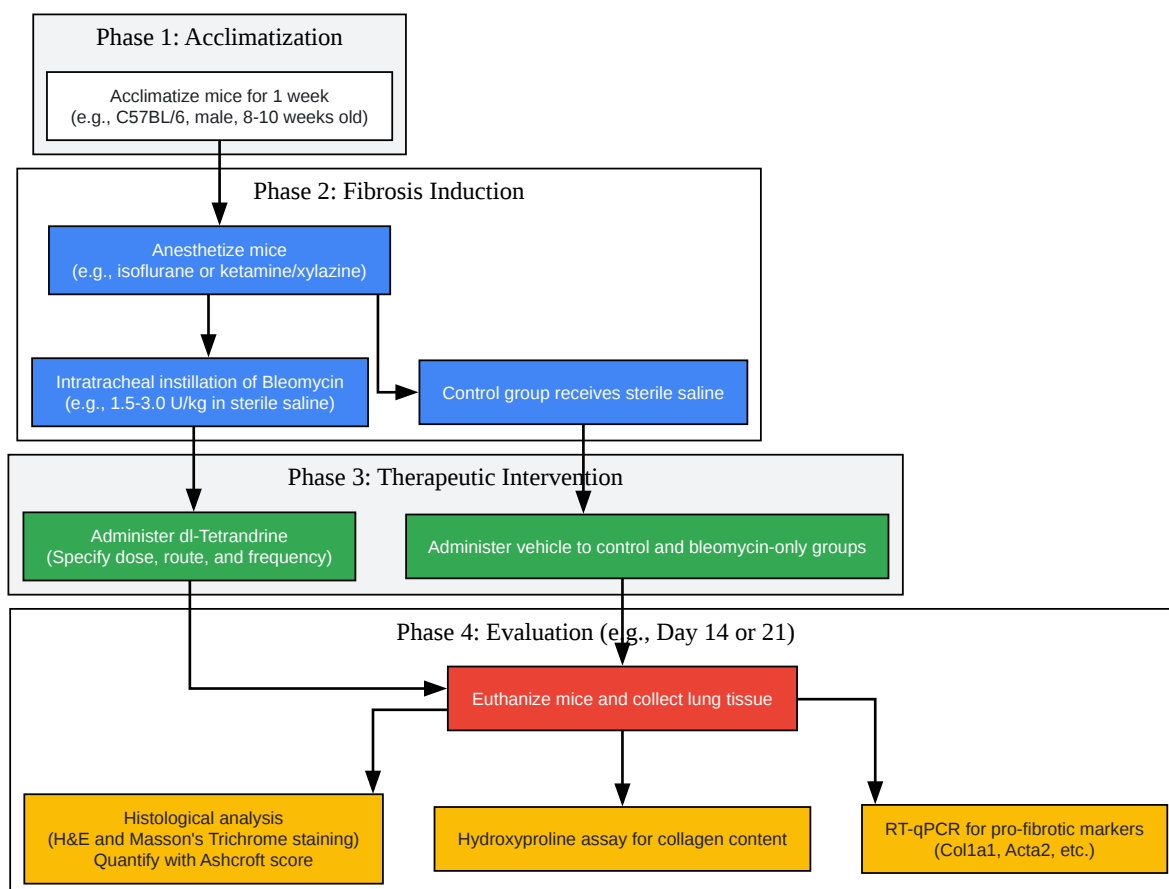 Phase 1: Acclimatization
Acclimatize mice for 1 week
(e.g., C57BL/6, male, 8-10 weeks old)
Phase 2: Fibrosis Induction
Anesthetize mice
(e.g., isoflurane or ketamine/xylazine)
Intratracheal instillation of Bleomycin
(e.g., 1.5-3.0 U/kg in sterile saline)
Control group receives sterile saline
Phase 3: Therapeutic Intervention
Administer dl-Tetrandrine
(Specify dose, route, and frequency)
Administer vehicle to control and bleomycin-only groups
Phase 4: Evaluation (e.g., Day 14 or 21)
Euthanize mice and collect lung tissue
Histological analysis
(H&E and Masson's Trichrome staining)
Quantify with Ashcroft score
Hydroxyproline assay for collagen content
RT-qPCR for pro-fibrotic markers
(Col1a1, Acta2, etc.)